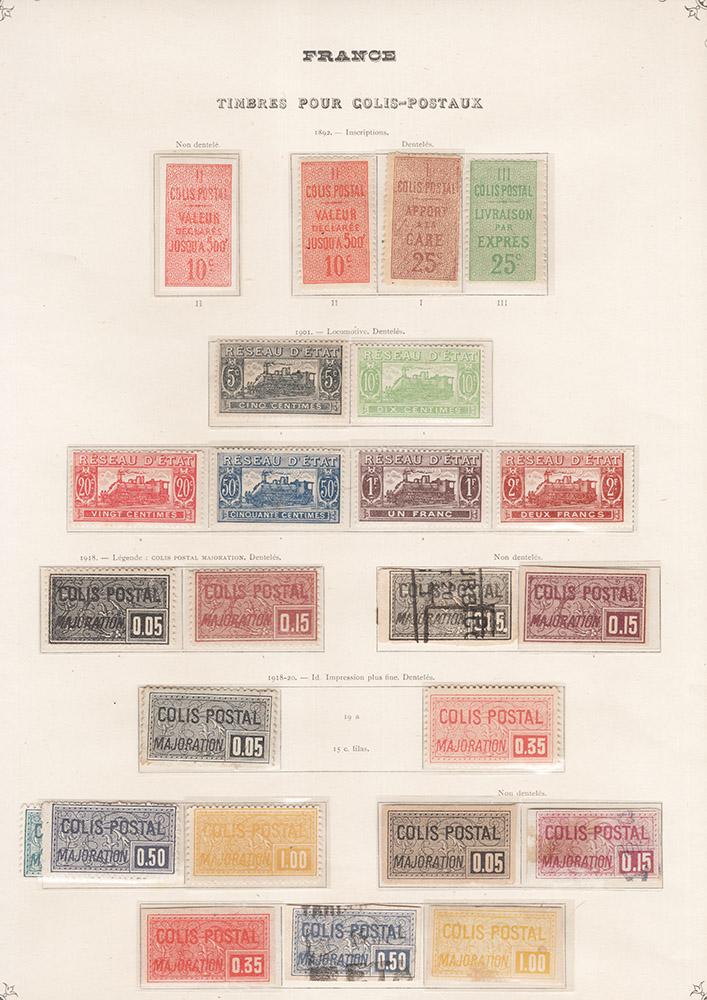 FRANCE
TIMBRES POUR COLIS-POSTAUX
1892. — Inscriptions.
Non dentelé.
Dentelés.
II
COLIS POSTAL
VALEUR
DÉCLARÉE
JUSQU'A 500f
10c
II
COLIS POSTAL
VALEUR
DÉCLARÉE
JUSQU'A 500f
10c
I
COLIS POSTAL
APPORT
A LA
GARE
25c
III
COLIS POSTAL
LIVRAISON
PAR
EXPRÈS
25c
II
II
I
III
1901. — Locomotive. Dentelés.
RESEAU D'ETAT
5c 5c
CINQ CENTIMES
RESEAU D'ETAT
10c 10c
DIX CENTIMES
RESEAU D'ETAT
20c 20c
VINGT CENTIMES
RESEAU D'ETAT
50c 50c
CINQUANTE CENTIMES
RESEAU D'ETAT
1F 1F
UN FRANC
RESEAU D'ETAT
2F 2F
DEUX FRANCS
1918. — Légende : COLIS POSTAL MAJORATION. Dentelés.
Non dentelés.
COLIS POSTAL
MAJORATION 0.05
COLIS POSTAL
MAJORATION 0.15
COLIS POSTAL
MAJORATION
COLIS POSTAL
MAJORATION 0.15
1918-20. — Id. Impression plus fine. Dentelés.
COLIS POSTAL
MAJORATION 0.05
19 a
15 c. lilas.
COLIS POSTAL
MAJORATION 0.35
Non dentelés.
COLIS POSTAL
MAJORATION 0.50
COLIS POSTAL
MAJORATION 1.00
COLIS POSTAL
MAJORATION 0.05
COLIS POSTAL
MAJORATION 0.15
COLIS POSTAL
MAJORATION 0.35
COLIS POSTAL
MAJORATION 0.50
COLIS POSTAL
MAJORATION 1.00